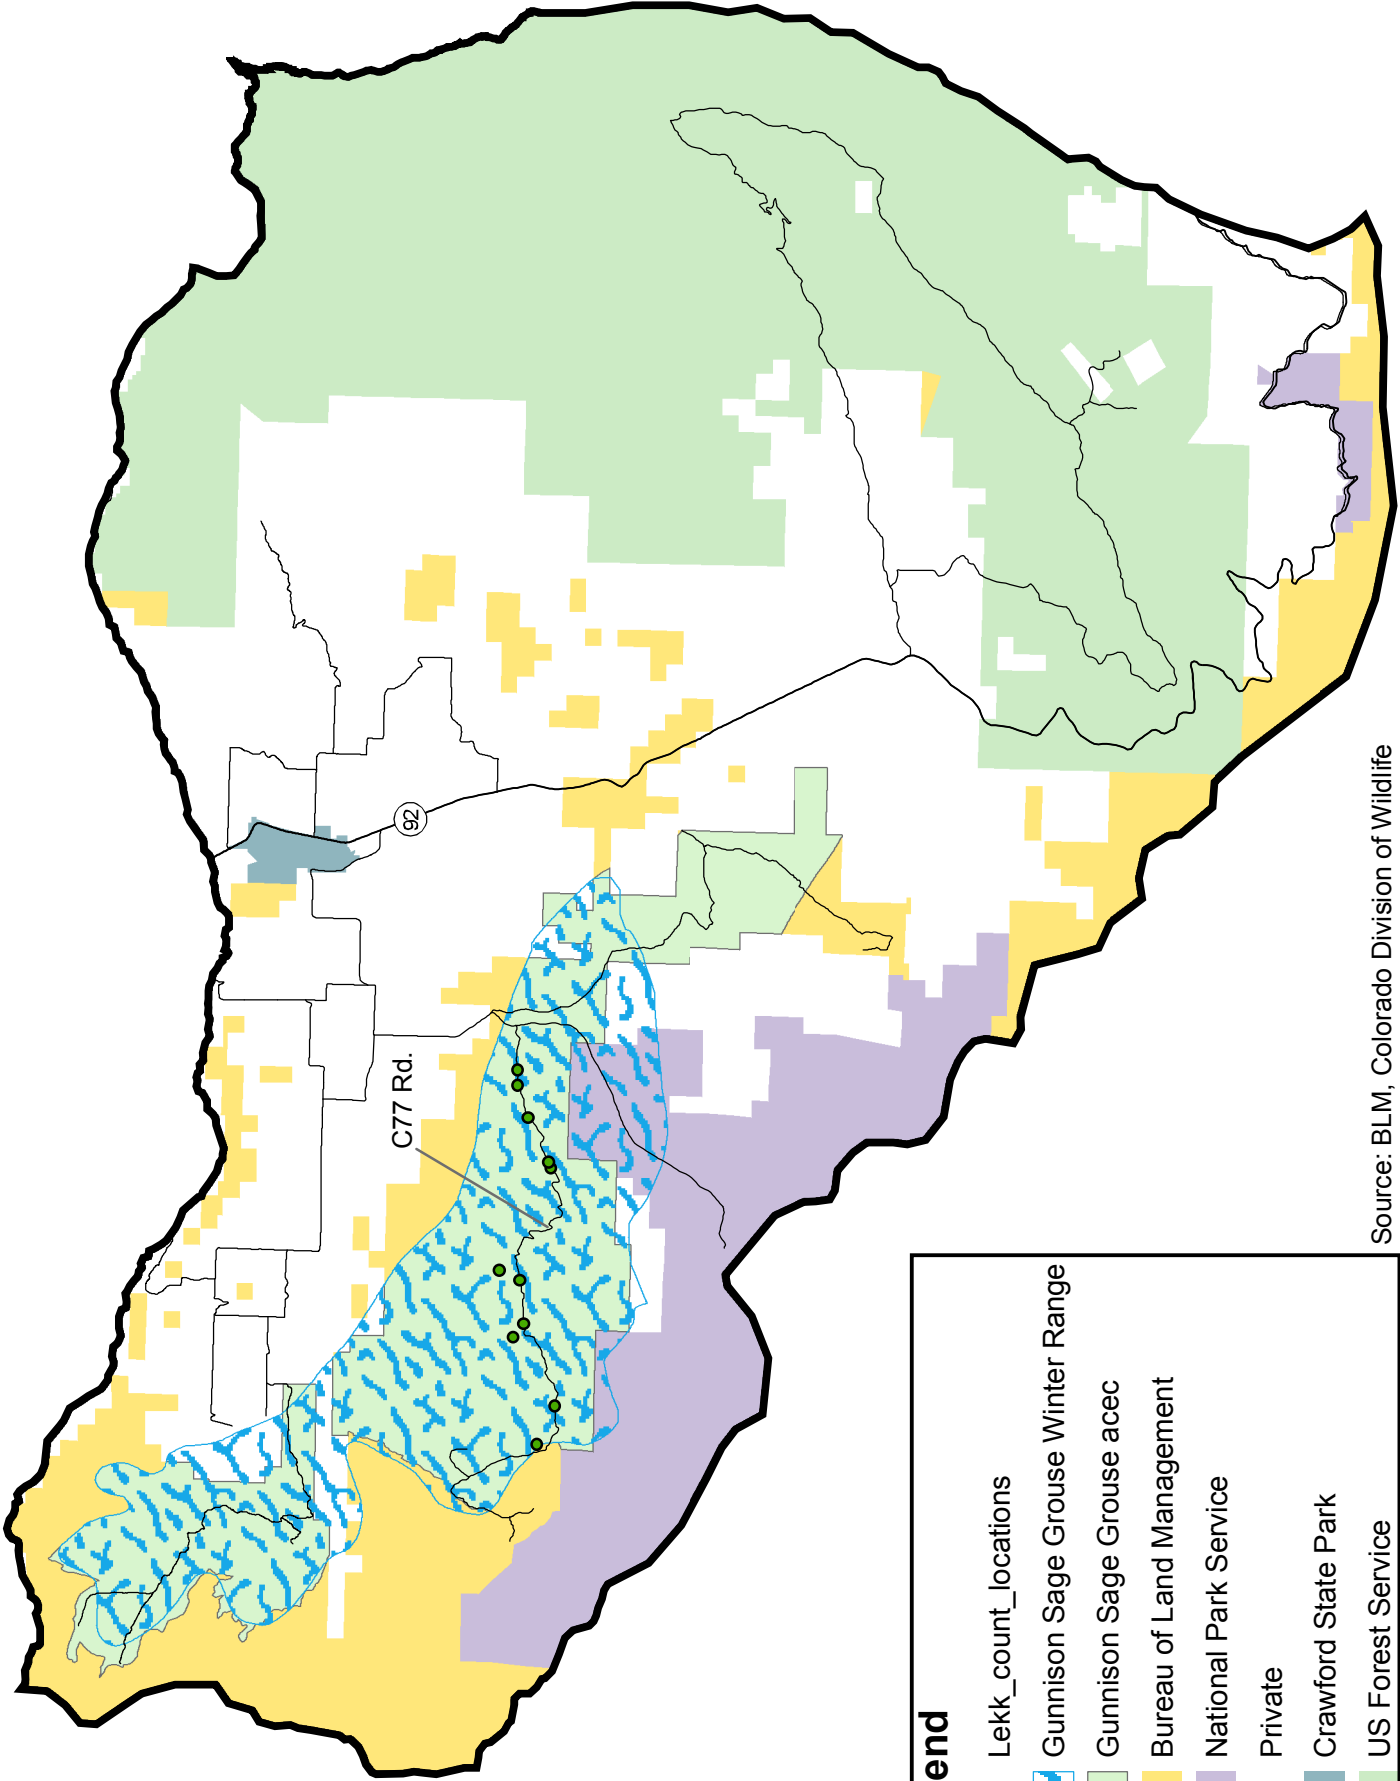 92
C77 Rd.
end
Lekk_count_locations
Gunnison Sage Grouse Winter Range
Gunnison Sage Grouse acec
Bureau of Land Management
National Park Service
Private
Crawford State Park
US Forest Service
Source: BLM, Colorado Division of Wildlife